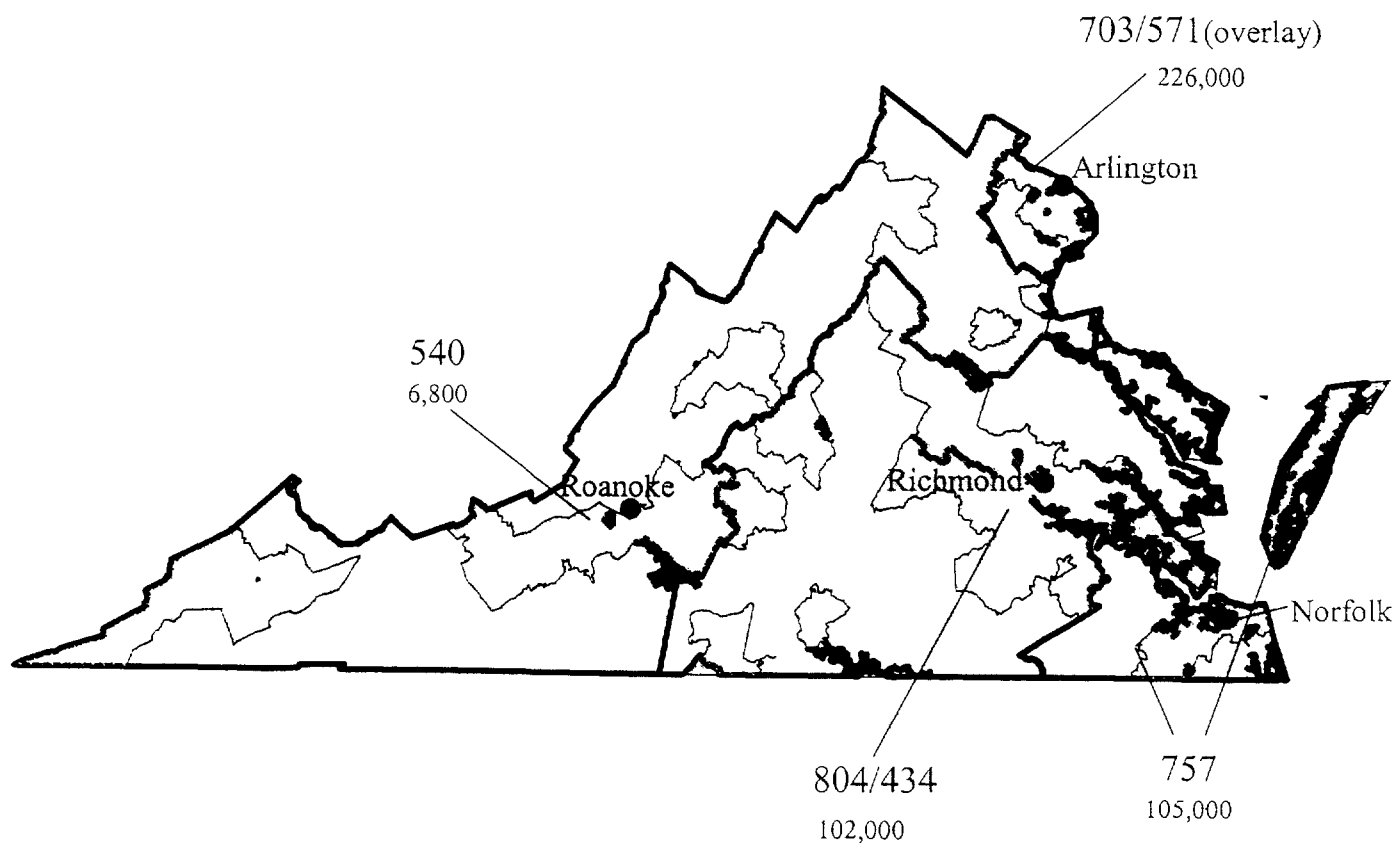 703/571(overlay)
226,000
Arlington
540
6,800
Roanoke
Richmond
Norfolk
804/434
102,000
757
105,000